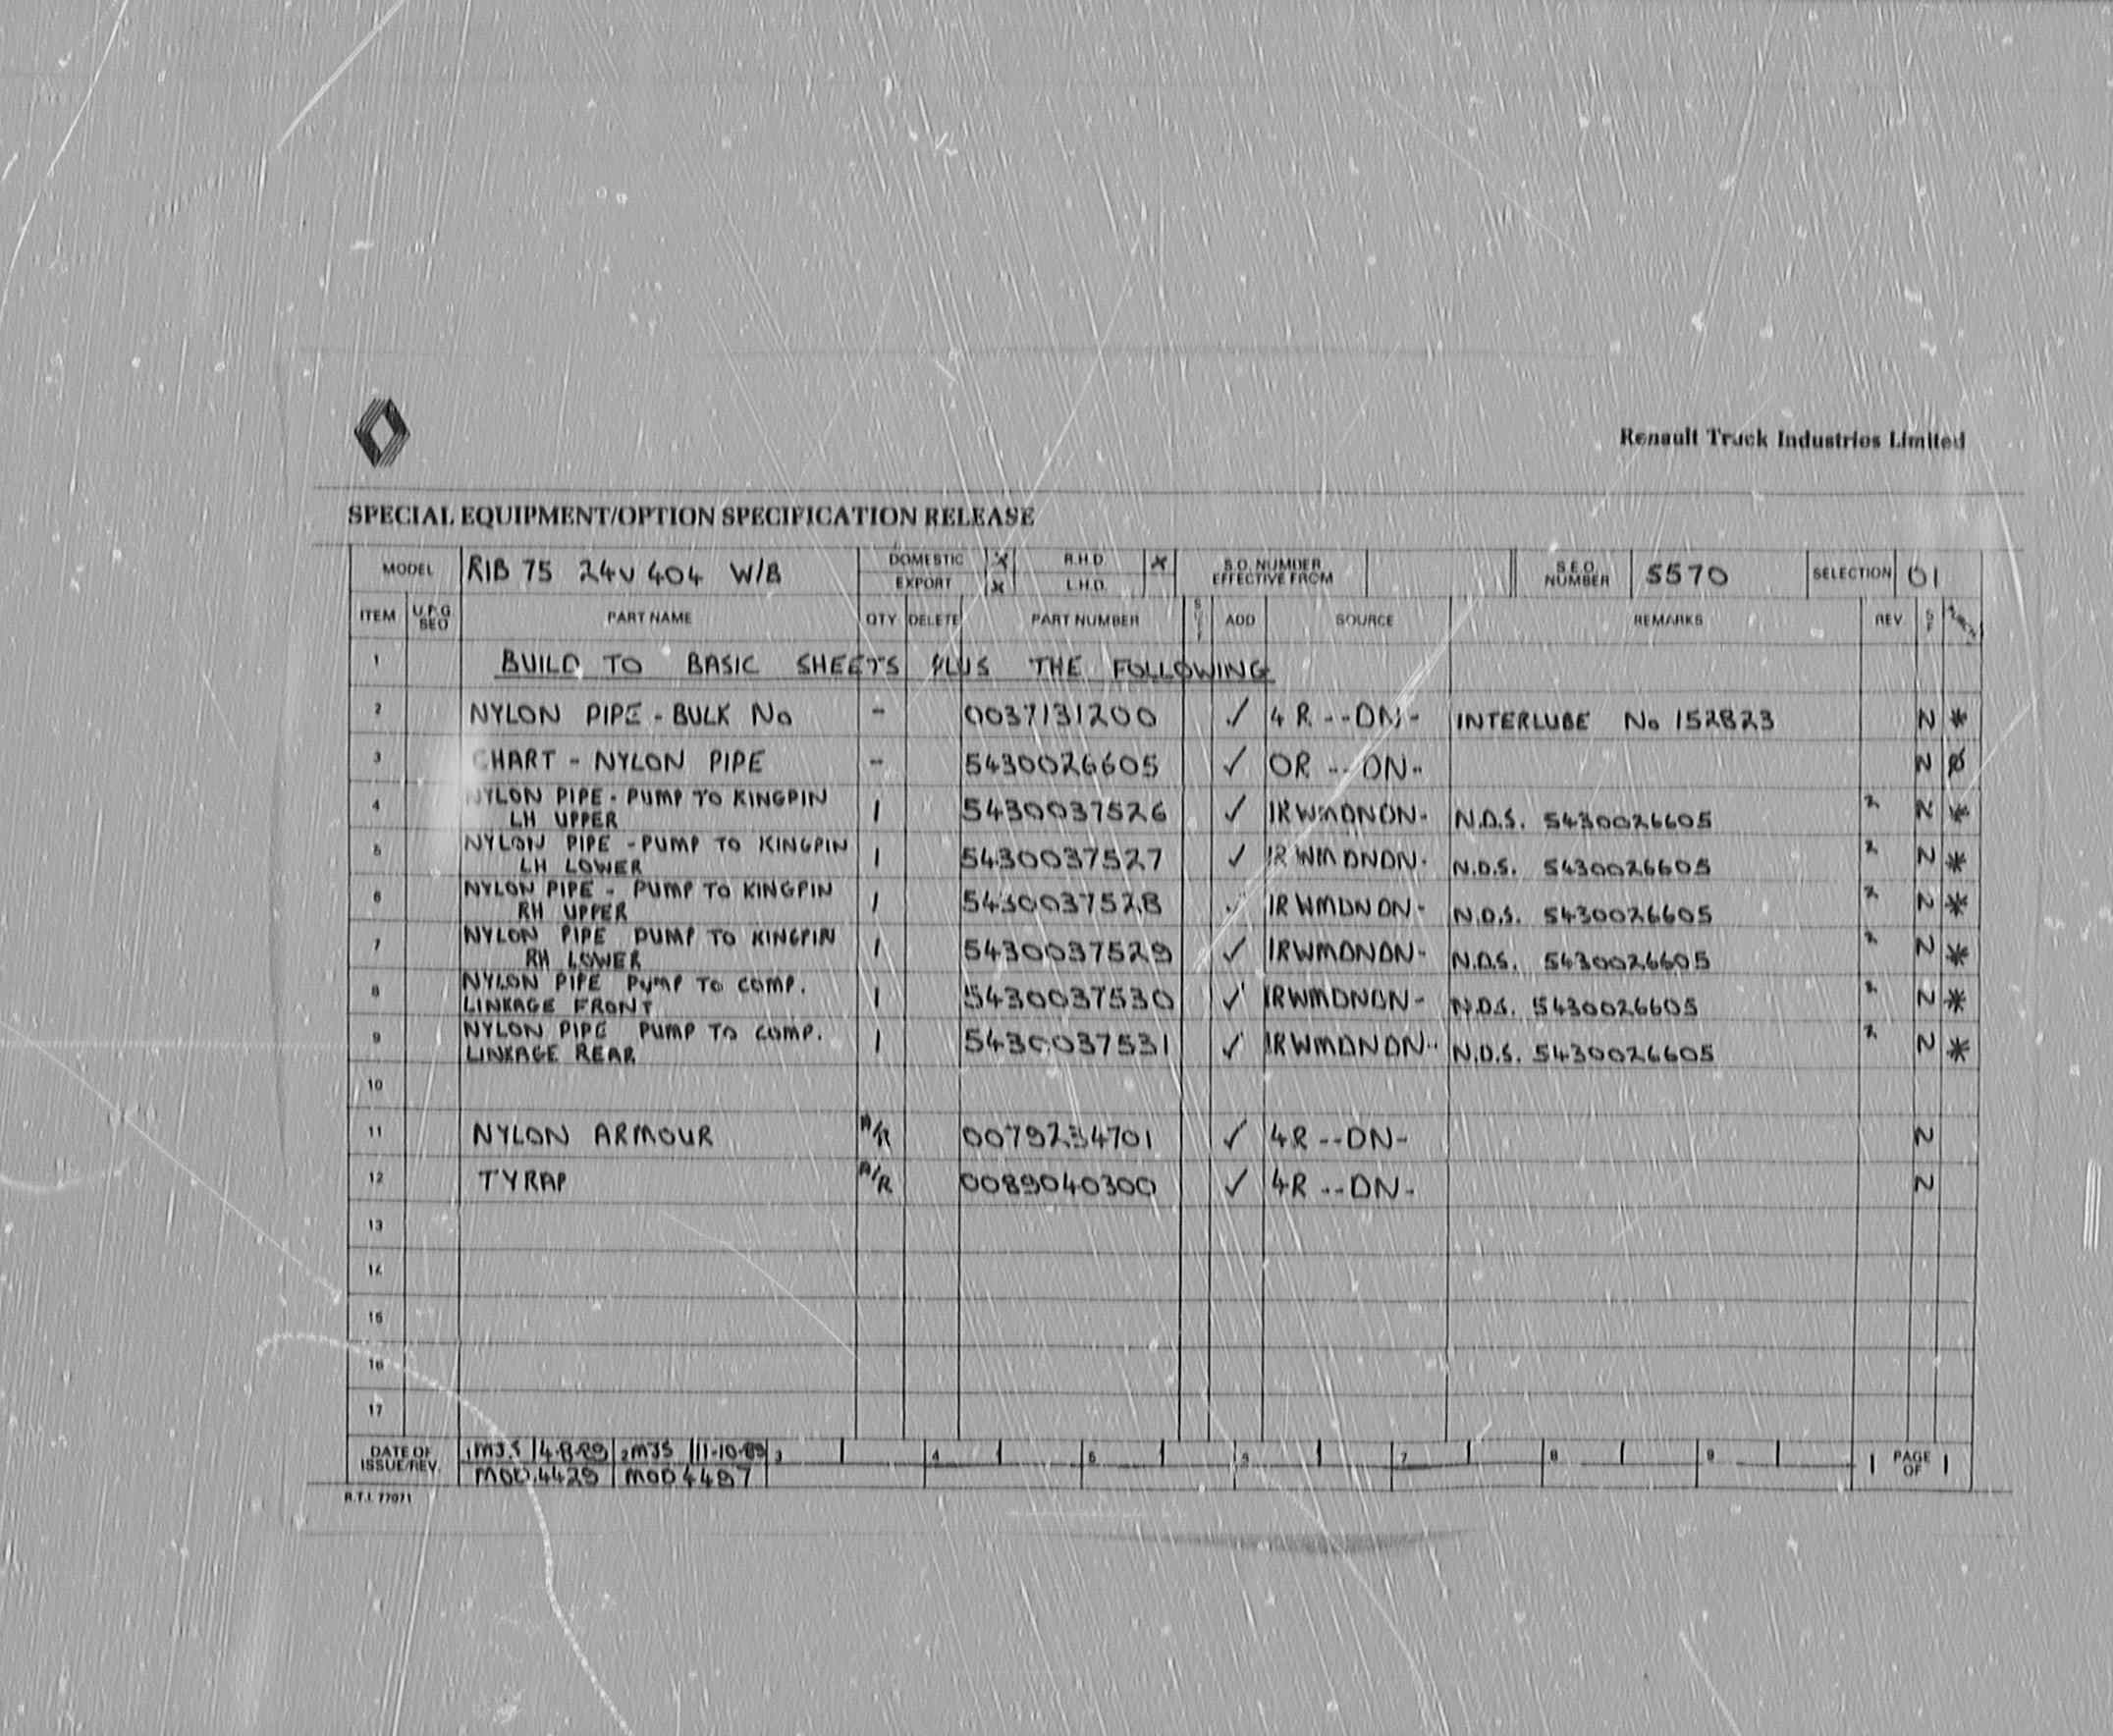 Renault Truck Industries Limited
SPECIAL EQUIPMENT/OPTION SPECIFICATION RELEASE
MODEL RIB 75 24V 404 W/B DOMESTIC X R.H.D. X S.O. NUMBER EFFECTIVE FROM S.E.O. NUMBER 5570 SELECTION 01
EXPORT X L.H.D.
ITEM U.P.G SEQ PART NAME QTY DELETE PART NUMBER ADD SOURCE REMARKS REV
1 BUILD TO BASIC SHEETS PLUS THE FOLLOWING
2 NYLON PIPE - BULK No - 0037131200 ✓ 4R--DN- INTERLUBE No 152823 N *
3 CHART - NYLON PIPE - 5430026605 ✓ OR -- DN- N Ø
4 NYLON PIPE - PUMP TO KINGPIN
LH UPPER 1 5430037526 ✓ IRWMDNDN- N.D.S. 5430026605 2 N *
5 NYLON PIPE - PUMP TO KINGPIN
LH LOWER 1 5430037527 ✓ IRWMDNDN- N.D.S. 5430026605 2 N *
6 NYLON PIPE - PUMP TO KINGPIN
RH UPPER 1 5430037528 ✓ IRWMDNDN- N.D.S. 5430026605 2 N *
7 NYLON PIPE PUMP TO KINGPIN
RH LOWER 1 5430037529 ✓ IRWMDNDN- N.D.S. 5430026605 2 N *
8 NYLON PIPE PUMP TO COMP.
LINKAGE FRONT 1 5430037530 ✓ IRWMDNDN- N.D.S. 5430026605 2 N *
9 NYLON PIPE PUMP TO COMP.
LINKAGE REAR 1 5430037531 ✓ IRWMDNDN- N.D.S. 5430026605 2 N *
10
11 NYLON ARMOUR A/R 0079234701 ✓ 4R--DN- N
12 TYRAP A/R 0089040300 ✓ 4R--DN- N
13
14
15
16
17
DATE OF ISSUE/REV. 1 MJS 14-8-89 2 MJS 11-10-89 3 4 5 6 7 8 9 1 PAGE OF 1
MOD.4429 MOD 4497
R.T.I. 77071